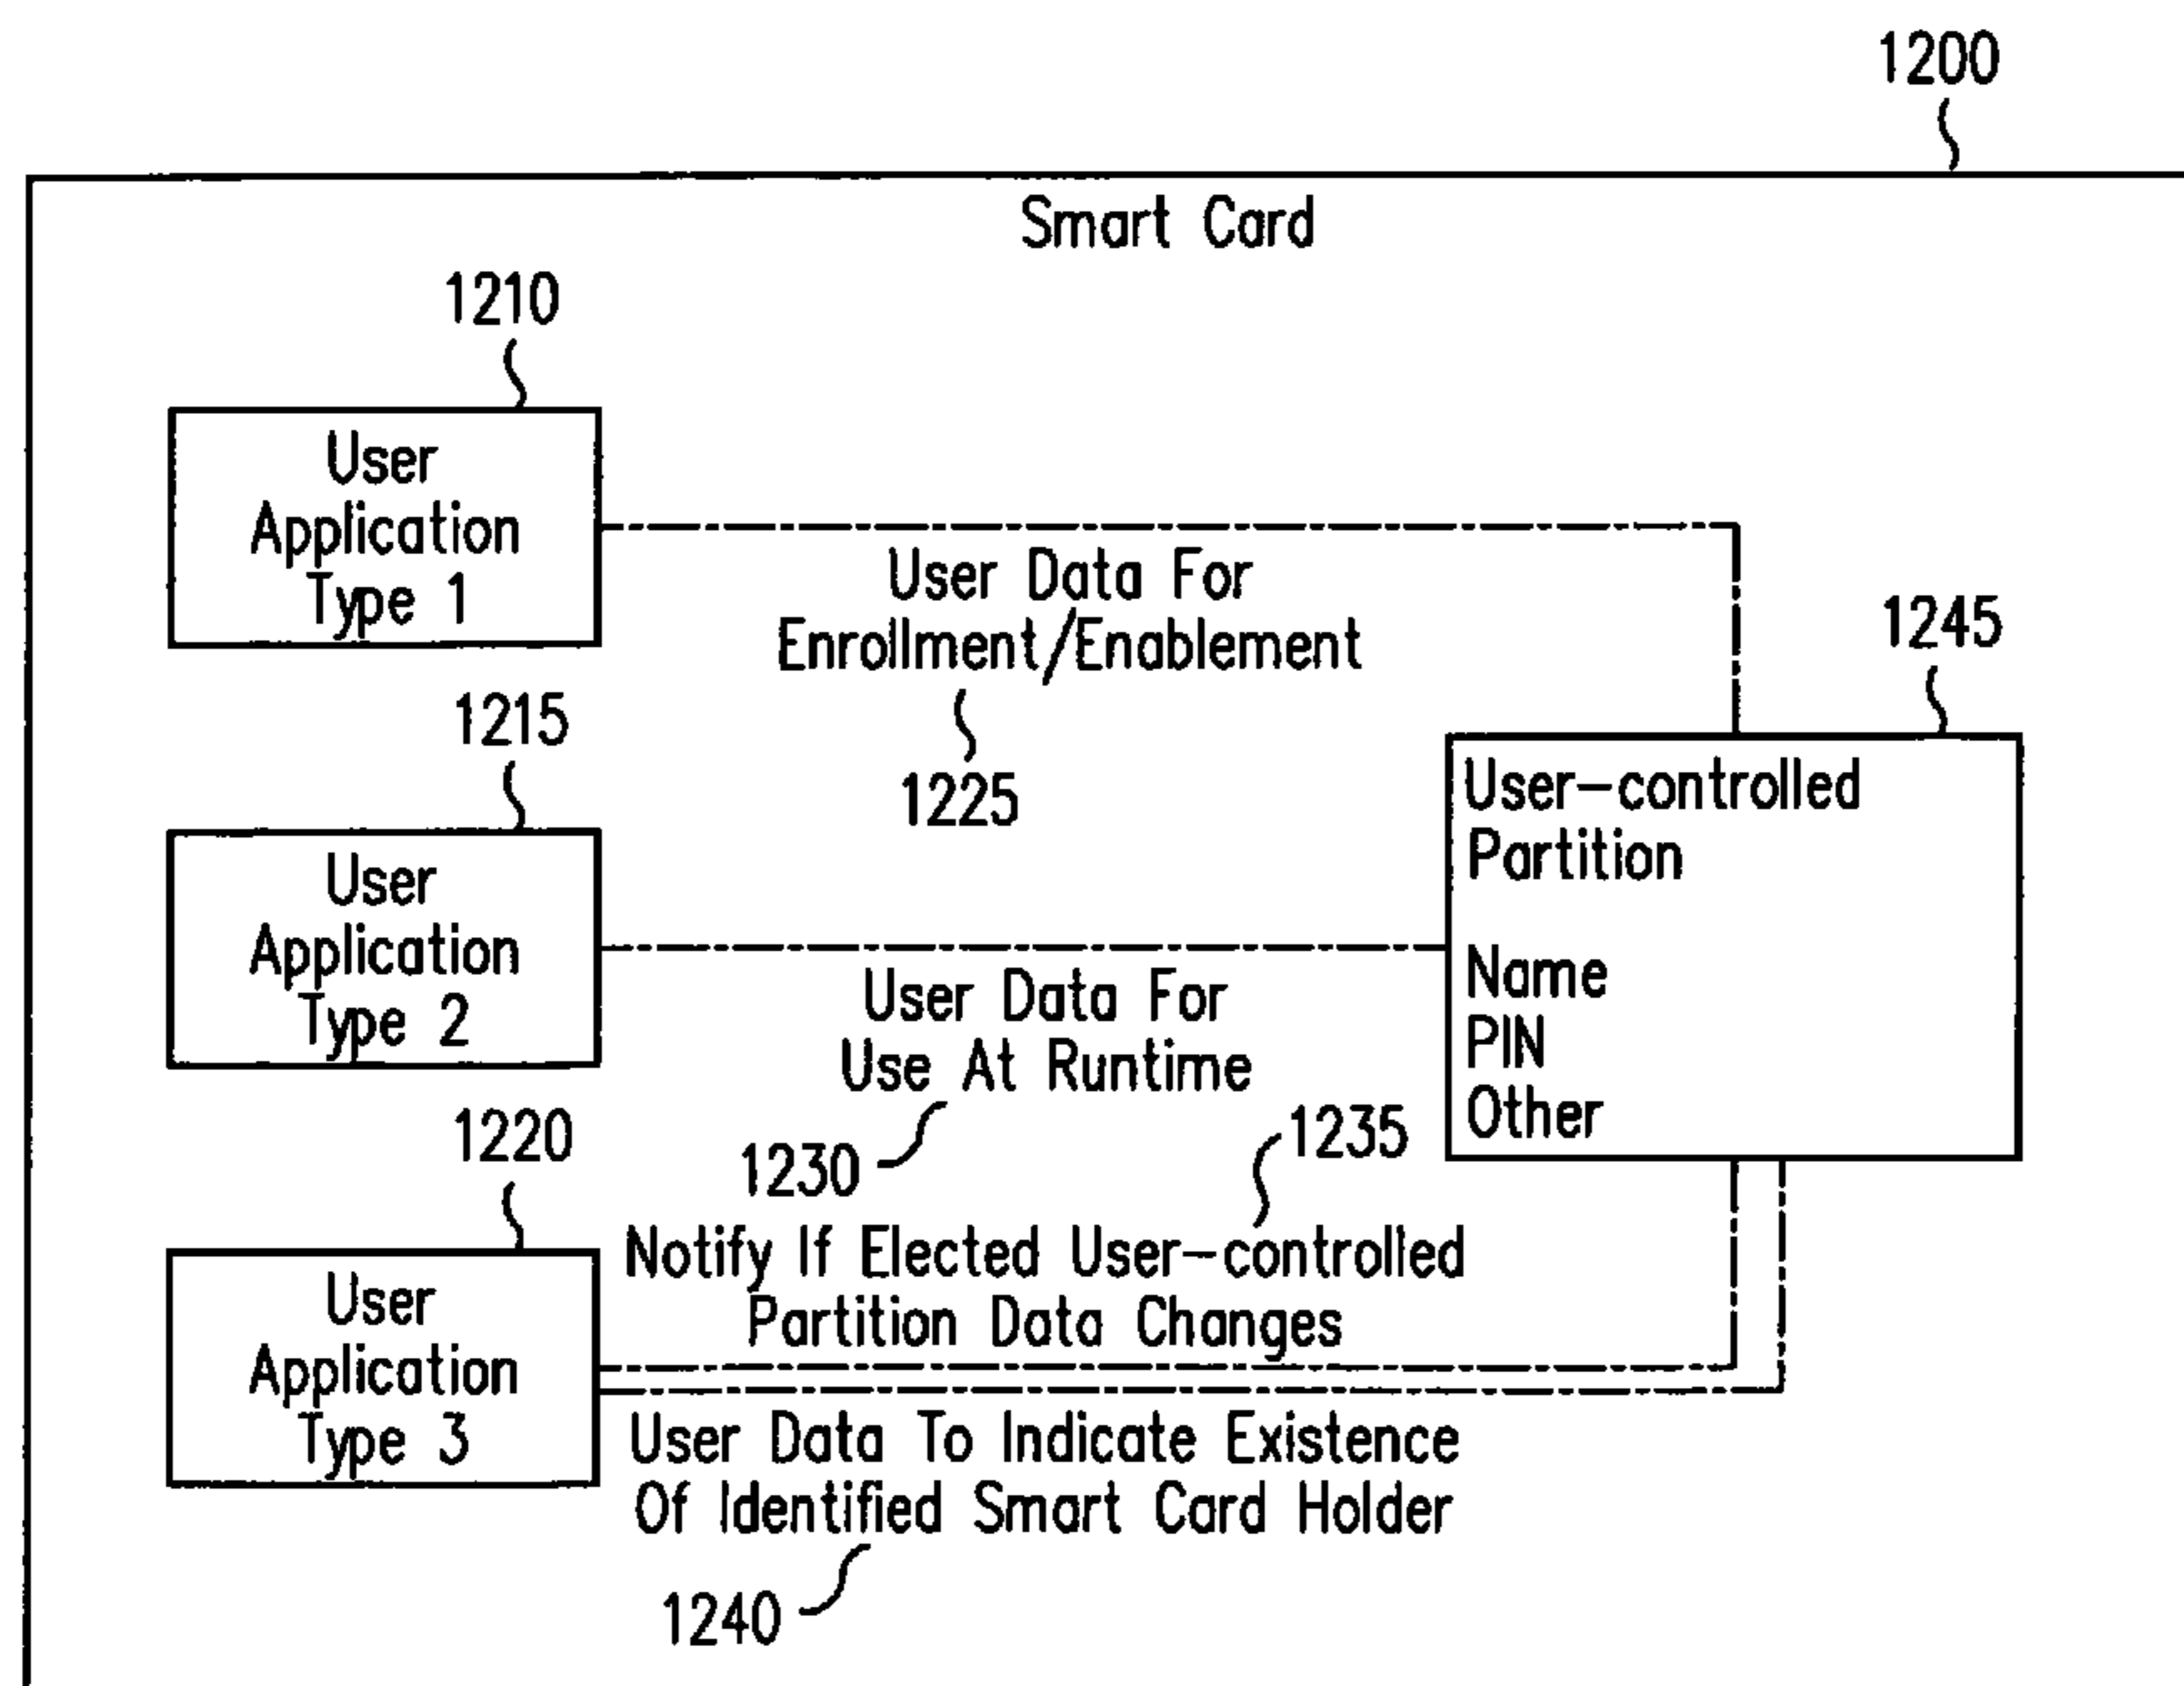 1200
Smart Card
1210
User
Application
Type 1
User Data For
Enrollment/Enablement
1225
1215
User
Application
Type 2
User Data For
Use At Runtime
1230
1245
User-controlled
Partition
Name
PIN
Other
1220
User
Application
Type 3
1235
Notify If Elected User-controlled
Partition Data Changes
User Data To Indicate Existence
Of Identified Smart Card Holder
1240